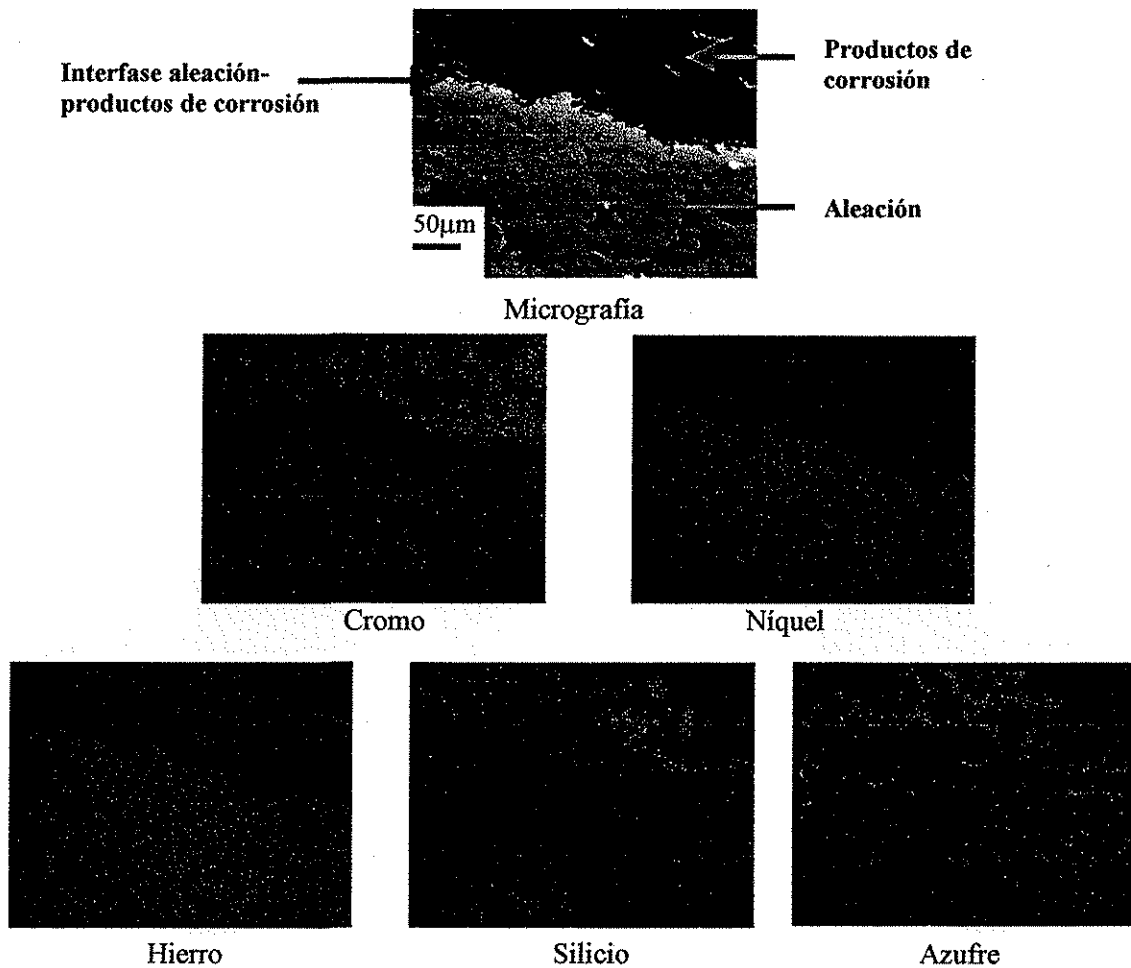 Interfase aleación-
productos de corrosión
Productos de
corrosión
Aleación
50μm
Micrografía
Cromo
Níquel
Hierro
Silicio
Azufre